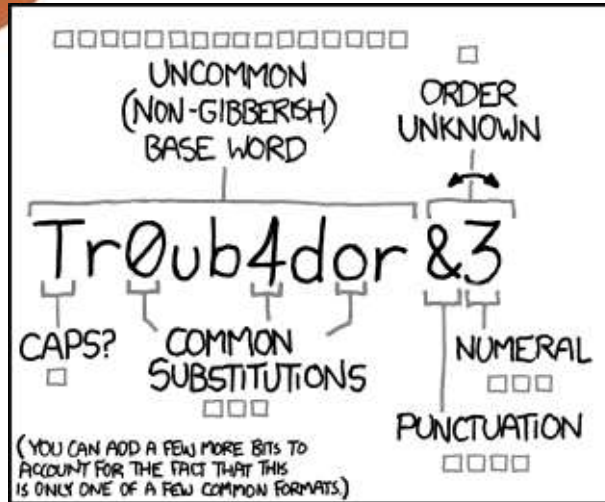 UNCOMMON
(NON-GIBBERISH)
BASE WORD
ORDER
UNKNOWN
Tr0ub4dor &3
CAPS?
COMMON
SUBSTITUTIONS
NUMERAL
PUNCTUATION
(YOU CAN ADD A FEW MORE BITS TO
ACCOUNT FOR THE FACT THAT THIS
IS ONLY ONE OF A FEW COMMON FORMATS.)